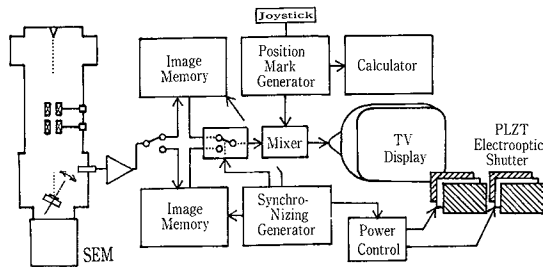 Joystick
Image
Memory
Position
Mark
Generator
Calculator
PLZT
Electrooptic
Shutter
Mixer
TV
Display
Image
Memory
Synchro-
Nizing
Generator
Power
Control
SEM